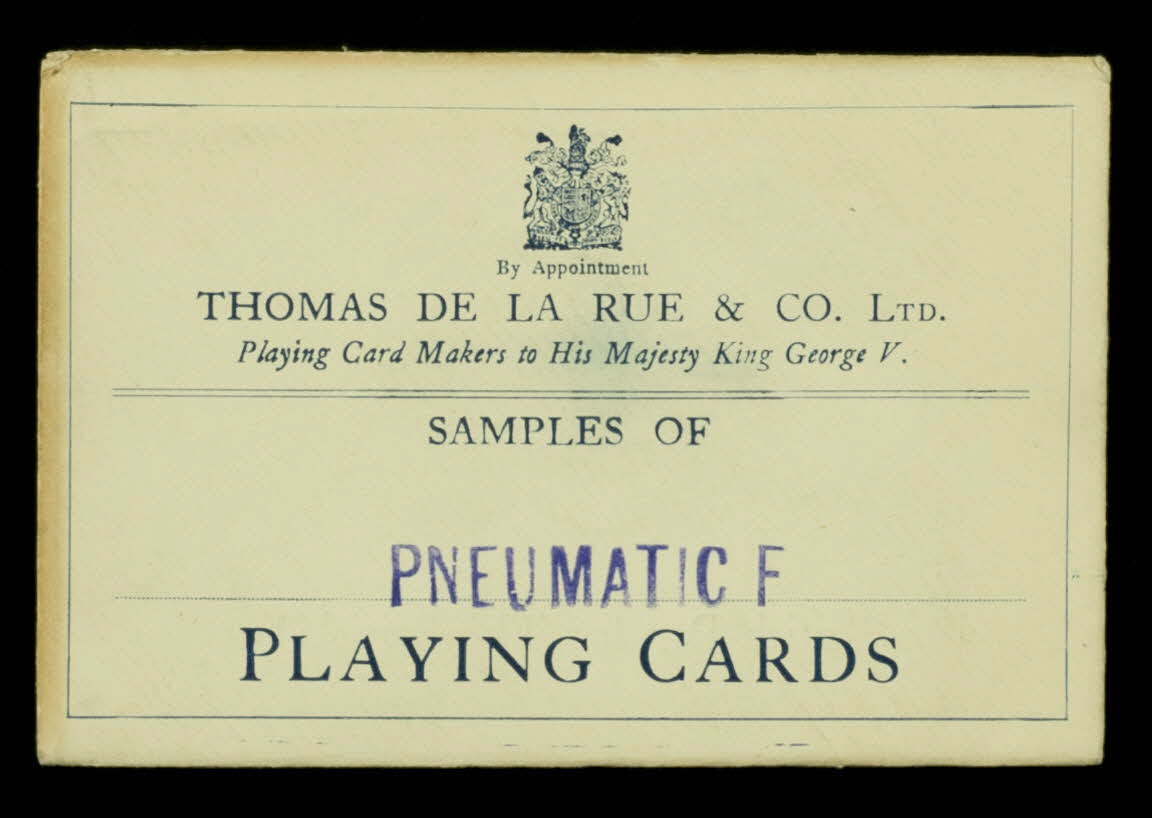 By Appointment
THOMAS DE LA RUE & CO. LTD.
Playing Card Makers to His Majesty King George V.
SAMPLES OF
PNEUMATIC F
PLAYING CARDS